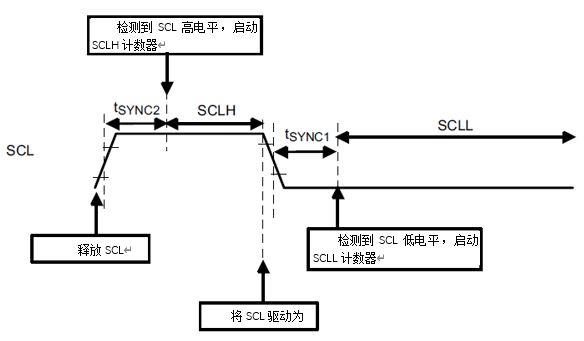 检测到 SCL 高电平，启动
SCLH 计数器↵
tSYNC2
SCLH
tSYNC1
SCLL
SCL
释放 SCL↵
检测到 SCL 低电平，启动
SCLL 计数器↵
将 SCL 驱动为